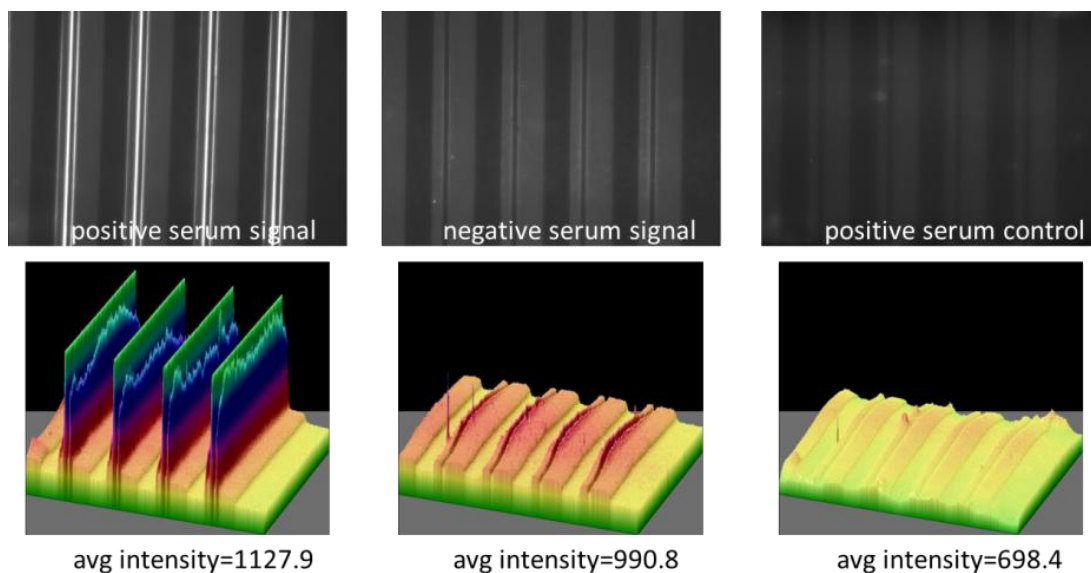 positive serum signal
negative serum signal
positive serum control
avg intensity=1127.9
avg intensity=990.8
avg intensity=698.4